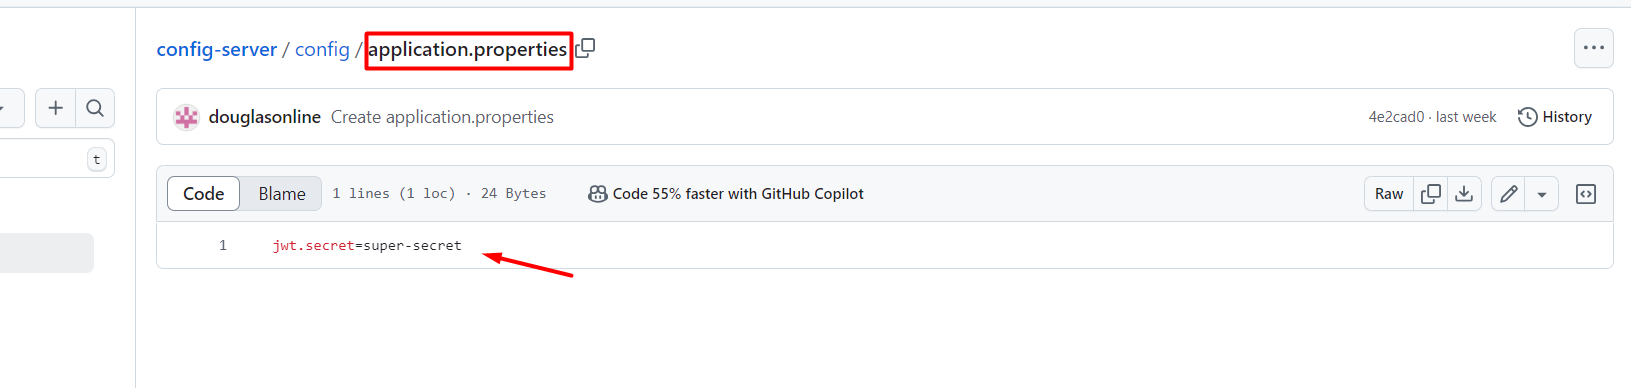 config-server / config / application.properties
douglasonline Create application.properties 4e2cad0 · last week History
t
Code Blame 1 lines (1 loc) · 24 Bytes Code 55% faster with GitHub Copilot Raw
1 jwt.secret=super-secret